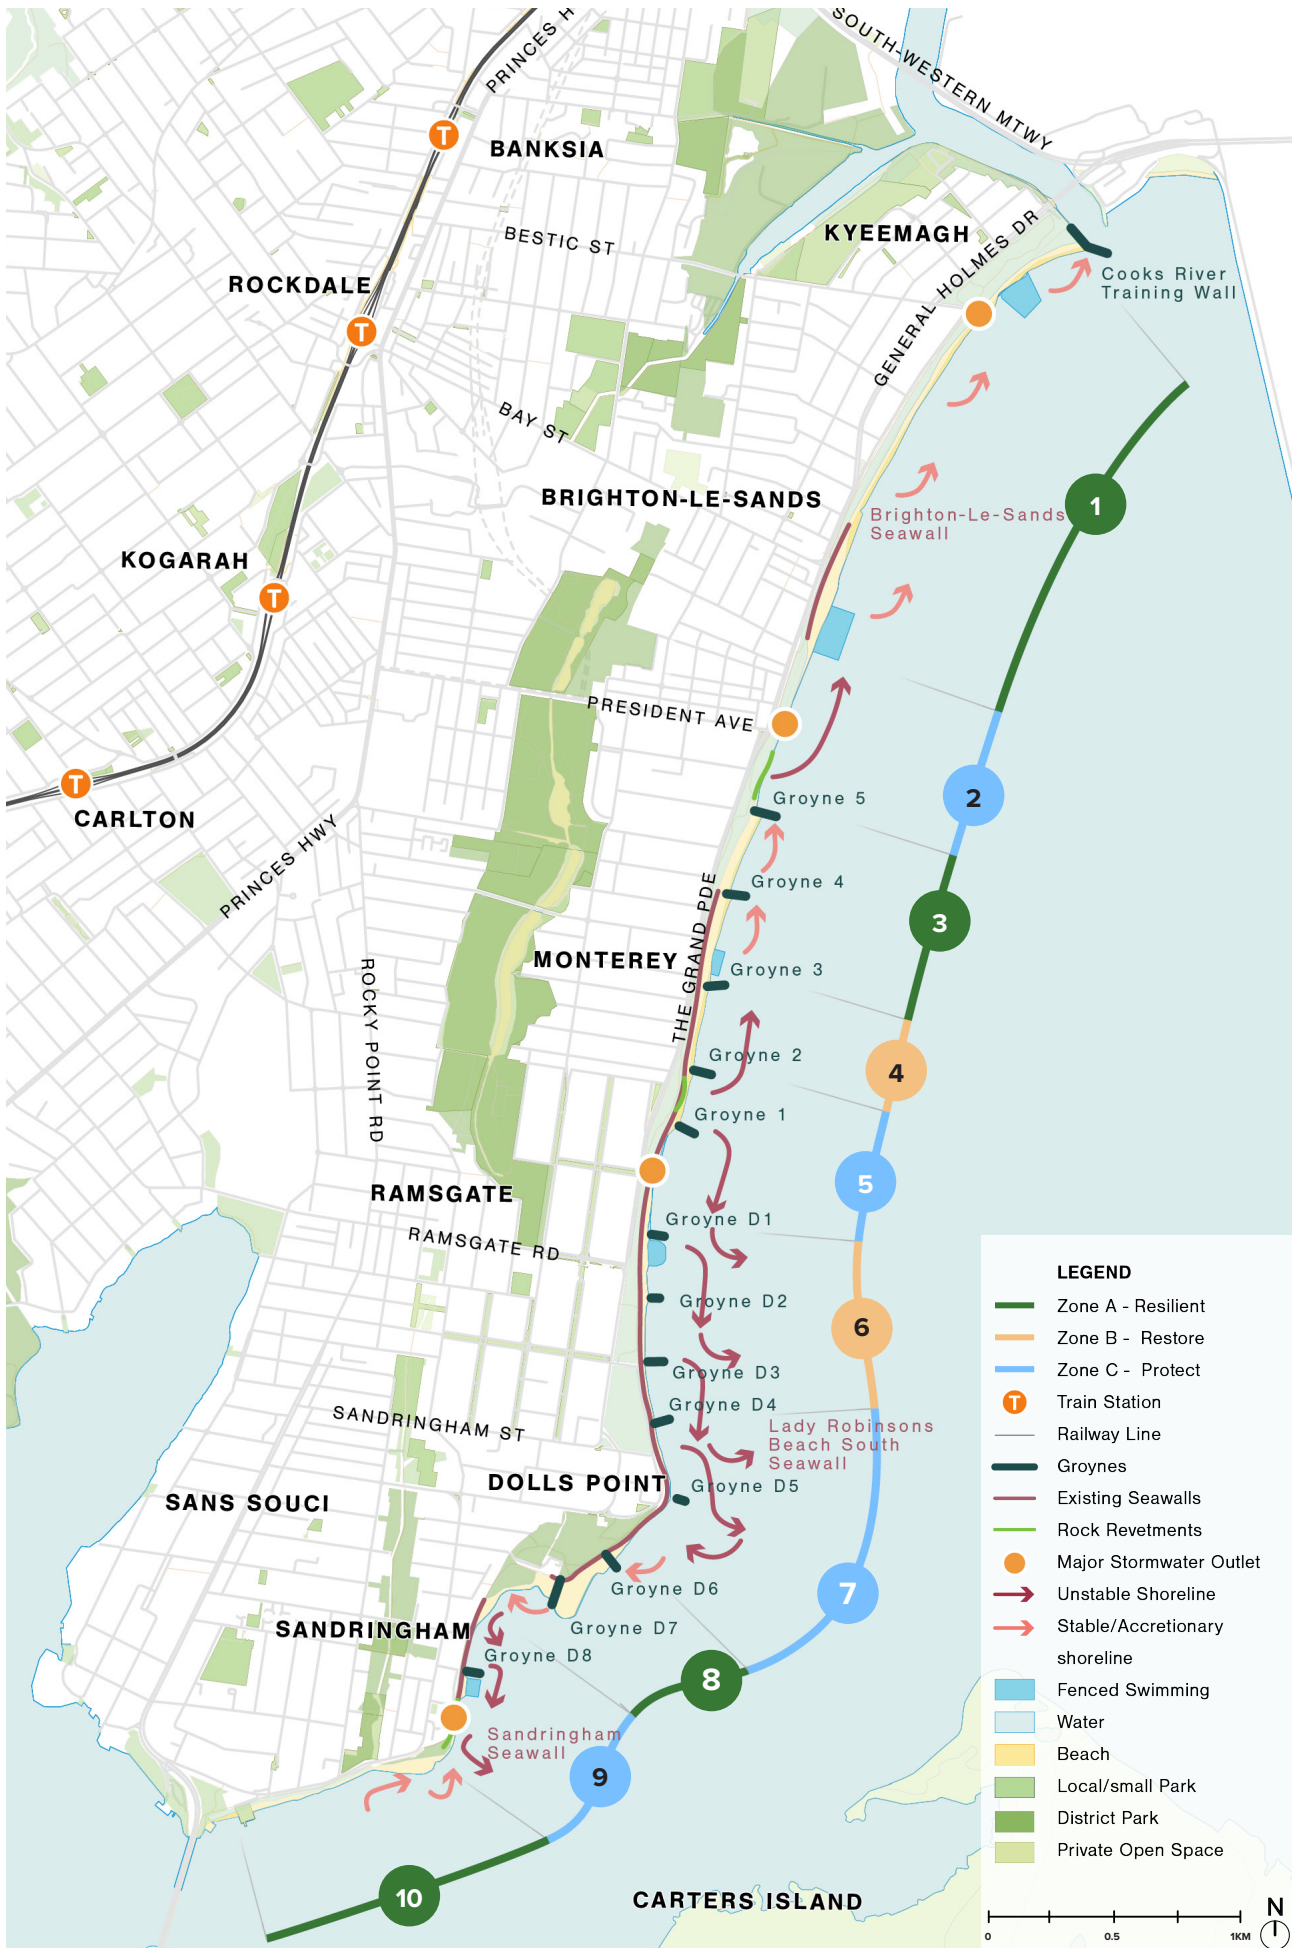 SOUTH-WESTERN MTWY
PRINCES H
T
BANKSIA
KYEEMAGH
BESTIC ST
GENERAL HOLMES DR
Cooks River
Training Wall
ROCKDALE
T
BAY ST
BRIGHTON-LE-SANDS
1
Brighton-Le-Sands
Seawall
KOGARAH
T
PRESIDENT AVE
T
CARLTON
2
Groyne 5
PRINCES HWY
Groyne 4
THE GRAND PDE
3
MONTEREY
Groyne 3
ROCKY POINT RD
Groyne 2
4
Groyne 1
RAMSGATE
5
Groyne D1
RAMSGATE RD
Groyne D2
6
Groyne D3
Groyne D4
SANDRINGHAM ST
Lady Robinsons
Beach South
Seawall
DOLLS POINT
Groyne D5
SANS SOUCI
Groyne D6
7
SANDRINGHAM
Groyne D7
Groyne D8
8
Sandringham
Seawall
9
10
CARTERS ISLAND
LEGEND
Zone A - Resilient
Zone B - Restore
Zone C - Protect
T Train Station
Railway Line
Groynes
Existing Seawalls
Rock Revetments
Major Stormwater Outlet
Unstable Shoreline
Stable/Accretionary
shoreline
Fenced Swimming
Water
Beach
Local/small Park
District Park
Private Open Space
N
0 0.5 1KM